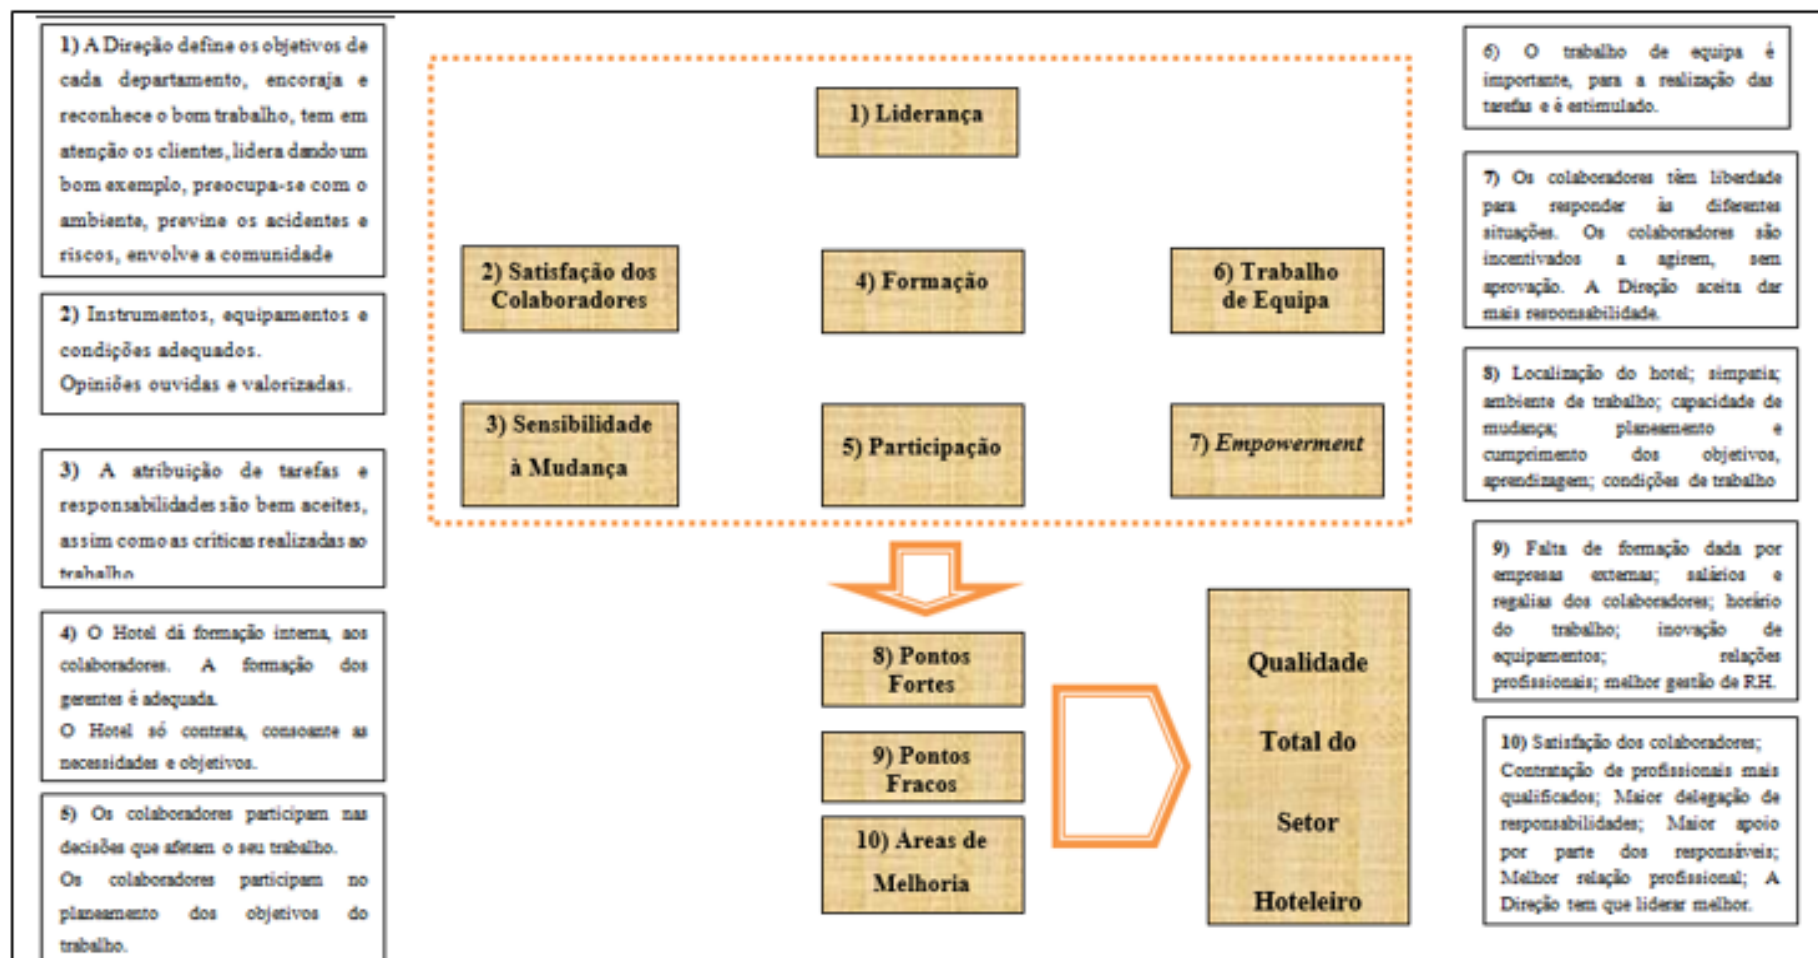 1) A Direção define os objetivos de
cada departamento, encoraja e
reconhece o bom trabalho, tem em
atenção os clientes, lidera dando um
bom exemplo, preocupa-se com o
ambiente, previne os acidentes e
riscos, envolve a comunidade
2) Instrumentos, equipamentos e
condições adequados.
Opiniões ouvidas e valorizadas.
3) A atribuição de tarefas e
responsabilidades são bem aceites,
assim como as críticas realizadas ao
trabalho
4) O Hotel dá formação interna, aos
colaboradores. A formação dos
gerentes é adequada.
O Hotel só contrata, consoante as
necessidades e objetivos.
5) Os colaboradores participam nas
decisões que afetam o seu trabalho.
Os colaboradores participam no
planeamento dos objetivos do
trabalho.
1) Liderança
2) Satisfação dos
Colaboradores
4) Formação
6) Trabalho
de Equipa
3) Sensibilidade
à Mudança
5) Participação
7) Empowerment
8) Pontos
Fortes
9) Pontos
Fracos
10) Áreas de
Melhoria
Qualidade
Total do
Setor
Hoteleiro
6) O trabalho de equipa é
importante, para a realização das
tarefas e é estimulado.
7) Os colaboradores têm liberdade
para responder às diferentes
situações. Os colaboradores são
incentivados a agirem, sem
aprovação. A Direção aceita dar
mais responsabilidade.
8) Localização do hotel; simpatia;
ambiente de trabalho; capacidade de
mudança; planeamento e
cumprimento dos objetivos,
aprendizagem; condições de trabalho
9) Falta de formação dada por
empresas externas; salários e
regalias dos colaboradores; horário
do trabalho; inovação de
equipamentos; relações
profissionais; melhor gestão de RH.
10) Satisfação dos colaboradores;
Contratação de profissionais mais
qualificados; Maior delegação de
responsabilidades; Maior apoio
por parte dos responsáveis;
Melhor relação profissional; A
Direção tem que liderar melhor.